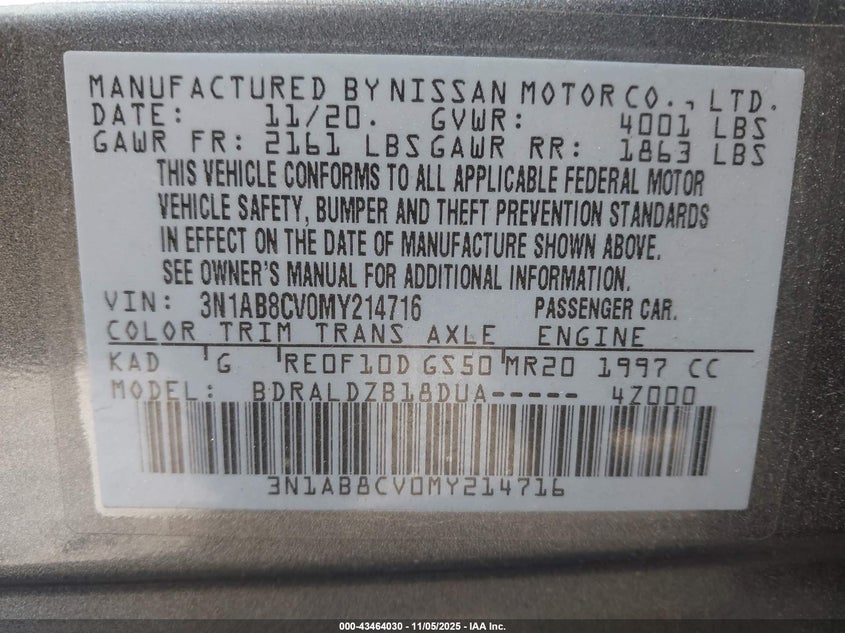 MANUFACTURED BY NISSAN MOTOR CO., LTD.
DATE: 11/20. GVWR: 4001 LBS
GAWR FR: 2161 LBS GAWR RR: 1863 LBS
THIS VEHICLE CONFORMS TO ALL APPLICABLE FEDERAL MOTOR
VEHICLE SAFETY, BUMPER AND THEFT PREVENTION STANDARDS
IN EFFECT ON THE DATE OF MANUFACTURE SHOWN ABOVE.
SEE OWNER'S MANUAL FOR ADDITIONAL INFORMATION.
VIN: 3N1AB8CV0MY214716 PASSENGER CAR.
COLOR TRIM TRANS AXLE ENGINE
KAD G RE0F10D GS50 MR20 1997 CC
MODEL: BDRALDZB18DUA----- 4Z000
3N1AB8CV0MY214716
000-43464030 - 11/05/2025 - IAA Inc.